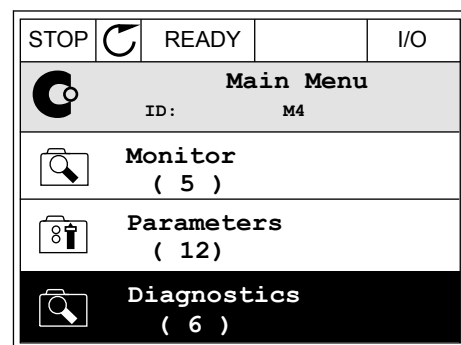 STOP READY I/O
Main Menu
ID: M4
Monitor
( 5 )
Parameters
( 12)
Diagnostics
( 6 )